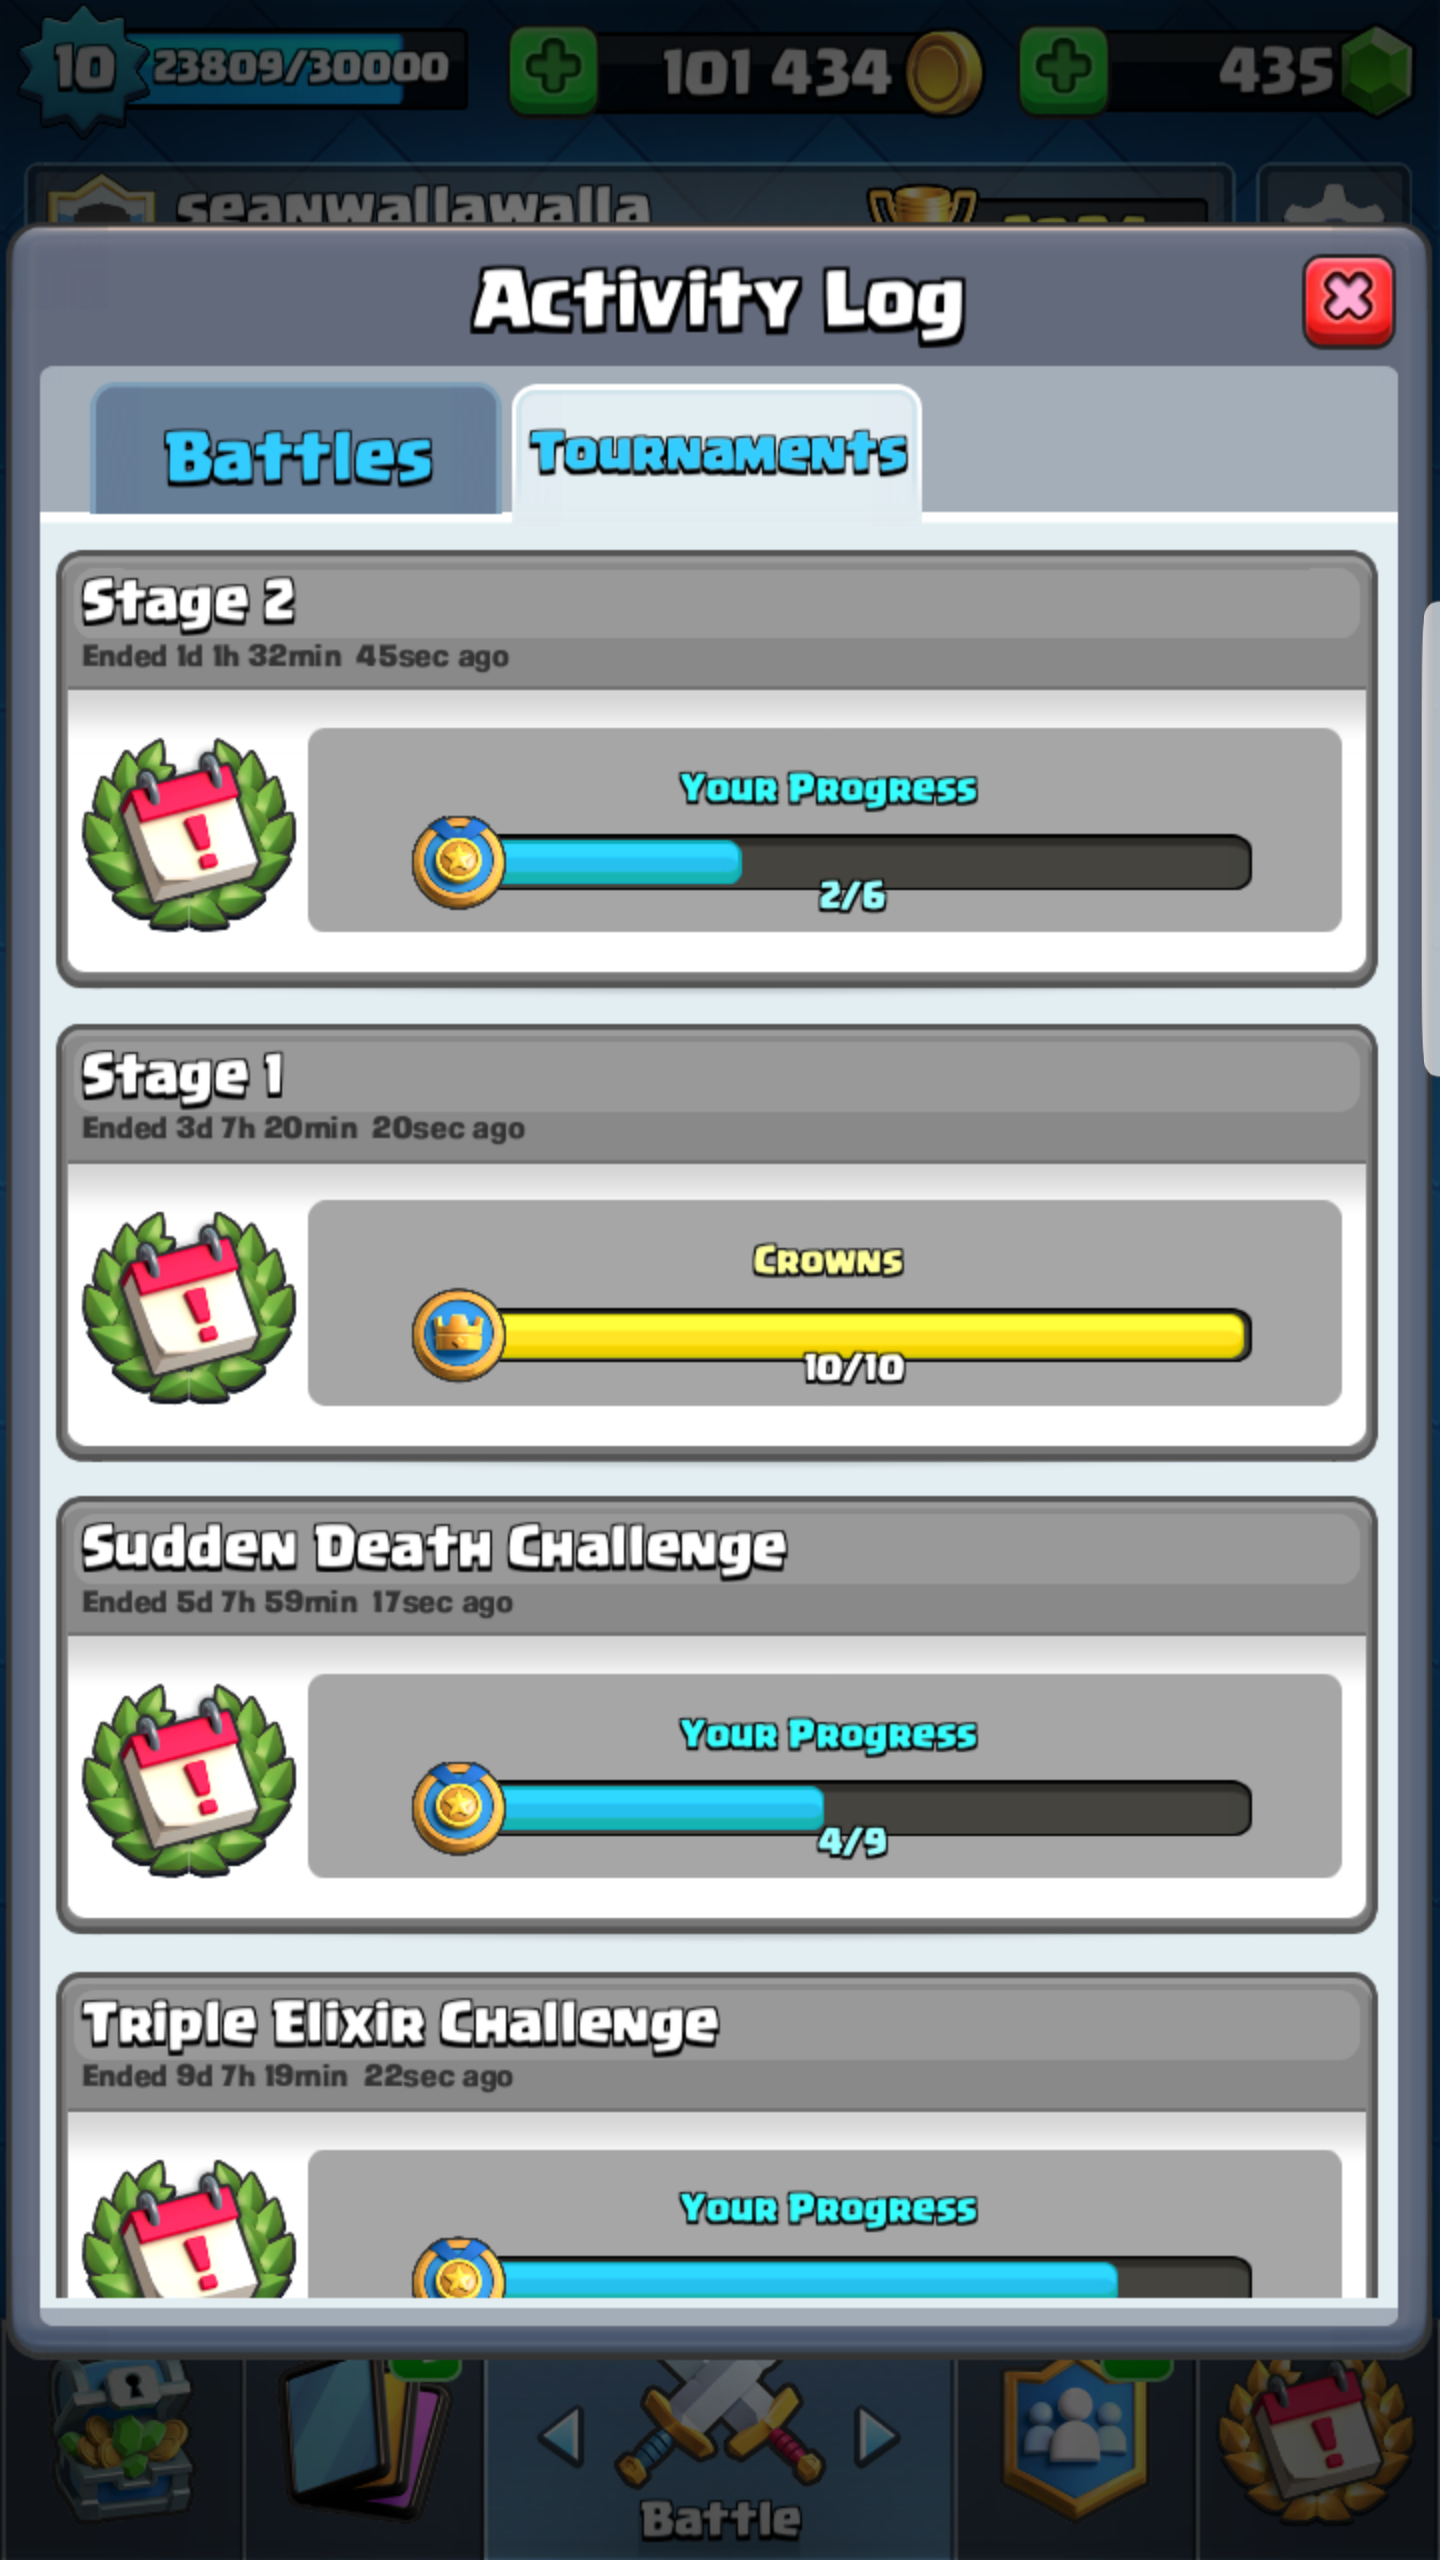 10 23809/30000 101 434 435
seanwallawalla
Activity Log
Battles Tournaments
Stage 2
Ended 1d 1h 32min 45sec ago
Your Progress
2/6
Stage 1
Ended 3d 7h 20min 20sec ago
Crowns
10/10
Sudden Death Challenge
Ended 5d 7h 59min 17sec ago
Your Progress
4/9
Triple Elixir Challenge
Ended 9d 7h 19min 22sec ago
Your Progress
Battle